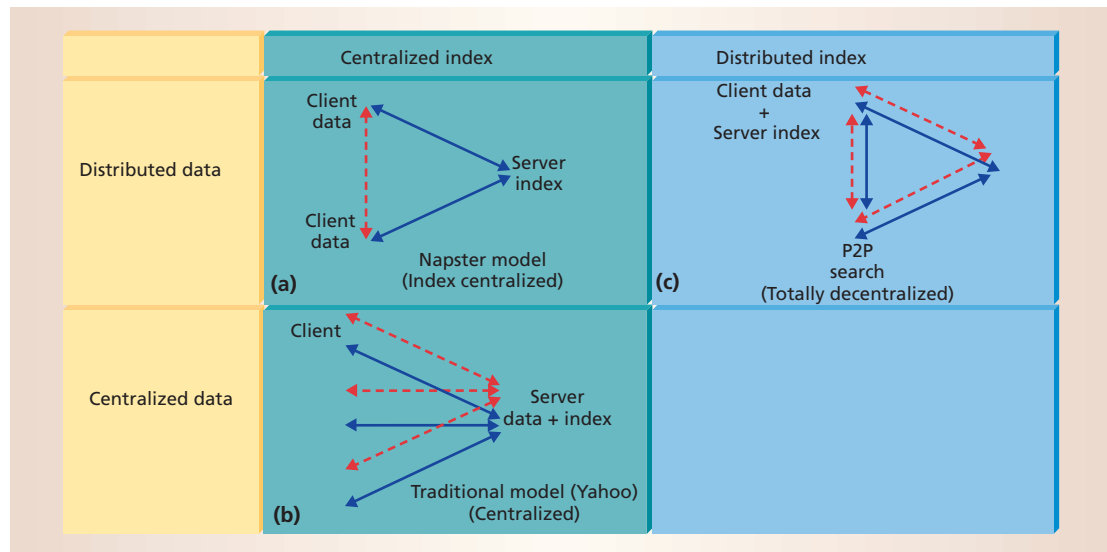 Centralized index
Distributed index
Distributed data
Client
data
Server
index
Client
data
Napster model
(Index centralized)
(a)
Client data
+
Server index
P2P
search
(Totally decentralized)
(c)
Centralized data
Client
Server
data + index
Traditional model (Yahoo)
(Centralized)
(b)